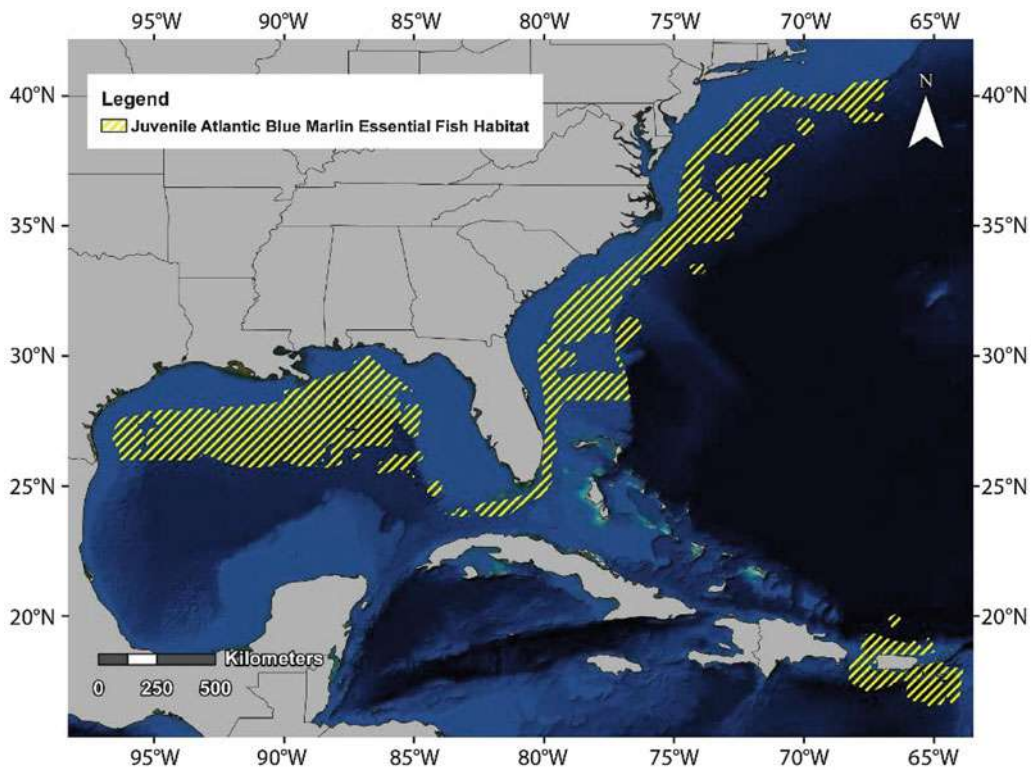 95°W 90°W 85°W 80°W 75°W 70°W 65°W
Legend
Juvenile Atlantic Blue Marlin Essential Fish Habitat
N
40°N 40°N
35°N 35°N
30°N 30°N
25°N 25°N
20°N 20°N
Kilometers
0 250 500
95°W 90°W 85°W 80°W 75°W 70°W 65°W